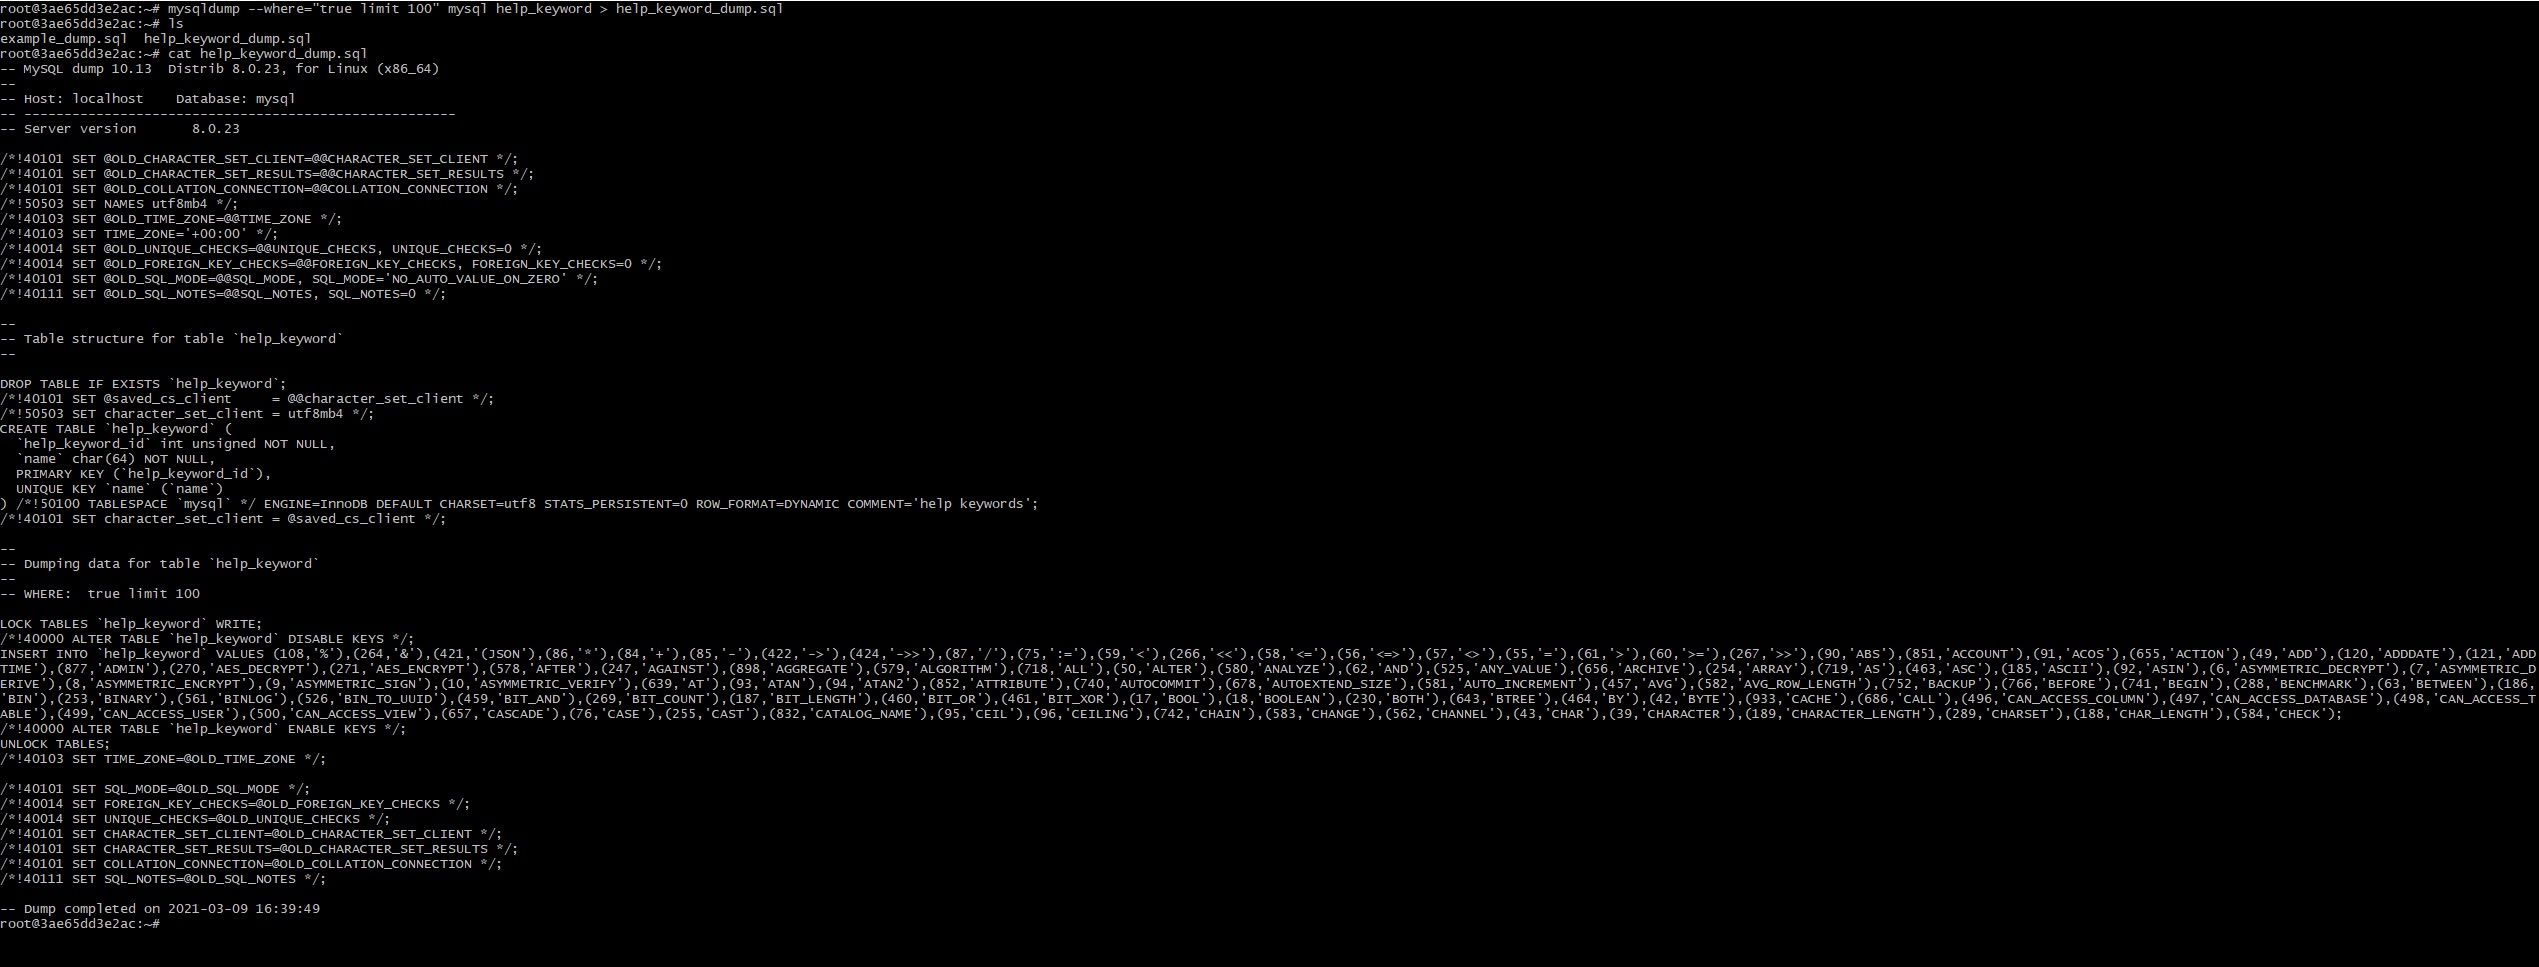 root@3ae65dd3e2ac:~# mysqldump --where="true limit 100" mysql help_keyword > help_keyword_dump.sql
root@3ae65dd3e2ac:~# ls
example_dump.sql  help_keyword_dump.sql
root@3ae65dd3e2ac:~# cat help_keyword_dump.sql
-- MySQL dump 10.13  Distrib 8.0.23, for Linux (x86_64)
--
-- Host: localhost    Database: mysql
-- ------------------------------------------------------
-- Server version       8.0.23

/*!40101 SET @OLD_CHARACTER_SET_CLIENT=@@CHARACTER_SET_CLIENT */;
/*!40101 SET @OLD_CHARACTER_SET_RESULTS=@@CHARACTER_SET_RESULTS */;
/*!40101 SET @OLD_COLLATION_CONNECTION=@@COLLATION_CONNECTION */;
/*!50503 SET NAMES utf8mb4 */;
/*!40103 SET @OLD_TIME_ZONE=@@TIME_ZONE */;
/*!40103 SET TIME_ZONE='+00:00' */;
/*!40014 SET @OLD_UNIQUE_CHECKS=@@UNIQUE_CHECKS, UNIQUE_CHECKS=0 */;
/*!40014 SET @OLD_FOREIGN_KEY_CHECKS=@@FOREIGN_KEY_CHECKS, FOREIGN_KEY_CHECKS=0 */;
/*!40101 SET @OLD_SQL_MODE=@@SQL_MODE, SQL_MODE='NO_AUTO_VALUE_ON_ZERO' */;
/*!40111 SET @OLD_SQL_NOTES=@@SQL_NOTES, SQL_NOTES=0 */;

--
-- Table structure for table `help_keyword`
--

DROP TABLE IF EXISTS `help_keyword`;
/*!40101 SET @saved_cs_client     = @@character_set_client */;
/*!50503 SET character_set_client = utf8mb4 */;
CREATE TABLE `help_keyword` (
  `help_keyword_id` int unsigned NOT NULL,
  `name` char(64) NOT NULL,
  PRIMARY KEY (`help_keyword_id`),
  UNIQUE KEY `name` (`name`)
) /*!50100 TABLESPACE `mysql` */ ENGINE=InnoDB DEFAULT CHARSET=utf8 STATS_PERSISTENT=0 ROW_FORMAT=DYNAMIC COMMENT='help keywords';
/*!40101 SET character_set_client = @saved_cs_client */;

--
-- Dumping data for table `help_keyword`
--
-- WHERE:  true limit 100

LOCK TABLES `help_keyword` WRITE;
/*!40000 ALTER TABLE `help_keyword` DISABLE KEYS */;
INSERT INTO `help_keyword` VALUES (108,'%'),(264,'&'),(421,'(JSON'),(86,'*'),(84,'+'),(85,'-'),(422,'->'),(424,'->>'),(87,'/'),(75,':='),(59,'<'),(266,'<<'),(58,'<='),(56,'<=>'),(57,'<>'),(55,'='),(61,'>'),(60,'>='),(267,'>>'),(90,'ABS'),(851,'ACCOUNT'),(91,'ACOS'),(655,'ACTION'),(49,'ADD'),(120,'ADDDATE'),(121,'ADD
TIME'),(877,'ADMIN'),(270,'AES_DECRYPT'),(271,'AES_ENCRYPT'),(578,'AFTER'),(247,'AGAINST'),(898,'AGGREGATE'),(579,'ALGORITHM'),(718,'ALL'),(50,'ALTER'),(580,'ANALYZE'),(62,'AND'),(525,'ANY_VALUE'),(656,'ARCHIVE'),(254,'ARRAY'),(719,'AS'),(463,'ASC'),(185,'ASCII'),(92,'ASIN'),(6,'ASYMMETRIC_DECRYPT'),(7,'ASYMMETRIC_D
ERIVE'),(8,'ASYMMETRIC_ENCRYPT'),(9,'ASYMMETRIC_SIGN'),(10,'ASYMMETRIC_VERIFY'),(639,'AT'),(93,'ATAN'),(94,'ATAN2'),(852,'ATTRIBUTE'),(740,'AUTOCOMMIT'),(678,'AUTOEXTEND_SIZE'),(581,'AUTO_INCREMENT'),(457,'AVG'),(582,'AVG_ROW_LENGTH'),(752,'BACKUP'),(766,'BEFORE'),(741,'BEGIN'),(288,'BENCHMARK'),(63,'BETWEEN'),(186,
'BIN'),(253,'BINARY'),(561,'BINLOG'),(526,'BIN_TO_UUID'),(459,'BIT_AND'),(269,'BIT_COUNT'),(187,'BIT_LENGTH'),(460,'BIT_OR'),(461,'BIT_XOR'),(17,'BOOL'),(18,'BOOLEAN'),(230,'BOTH'),(643,'BTREE'),(464,'BY'),(42,'BYTE'),(933,'CACHE'),(686,'CALL'),(496,'CAN_ACCESS_COLUMN'),(497,'CAN_ACCESS_DATABASE'),(498,'CAN_ACCESS_T
ABLE'),(499,'CAN_ACCESS_USER'),(500,'CAN_ACCESS_VIEW'),(657,'CASCADE'),(76,'CASE'),(255,'CAST'),(832,'CATALOG_NAME'),(95,'CEIL'),(96,'CEILING'),(742,'CHAIN'),(583,'CHANGE'),(562,'CHANNEL'),(43,'CHAR'),(39,'CHARACTER'),(189,'CHARACTER_LENGTH'),(289,'CHARSET'),(188,'CHAR_LENGTH'),(584,'CHECK');
/*!40000 ALTER TABLE `help_keyword` ENABLE KEYS */;
UNLOCK TABLES;
/*!40103 SET TIME_ZONE=@OLD_TIME_ZONE */;

/*!40101 SET SQL_MODE=@OLD_SQL_MODE */;
/*!40014 SET FOREIGN_KEY_CHECKS=@OLD_FOREIGN_KEY_CHECKS */;
/*!40014 SET UNIQUE_CHECKS=@OLD_UNIQUE_CHECKS */;
/*!40101 SET CHARACTER_SET_CLIENT=@OLD_CHARACTER_SET_CLIENT */;
/*!40101 SET CHARACTER_SET_RESULTS=@OLD_CHARACTER_SET_RESULTS */;
/*!40101 SET COLLATION_CONNECTION=@OLD_COLLATION_CONNECTION */;
/*!40111 SET SQL_NOTES=@OLD_SQL_NOTES */;

-- Dump completed on 2021-03-09 16:39:49
root@3ae65dd3e2ac:~#